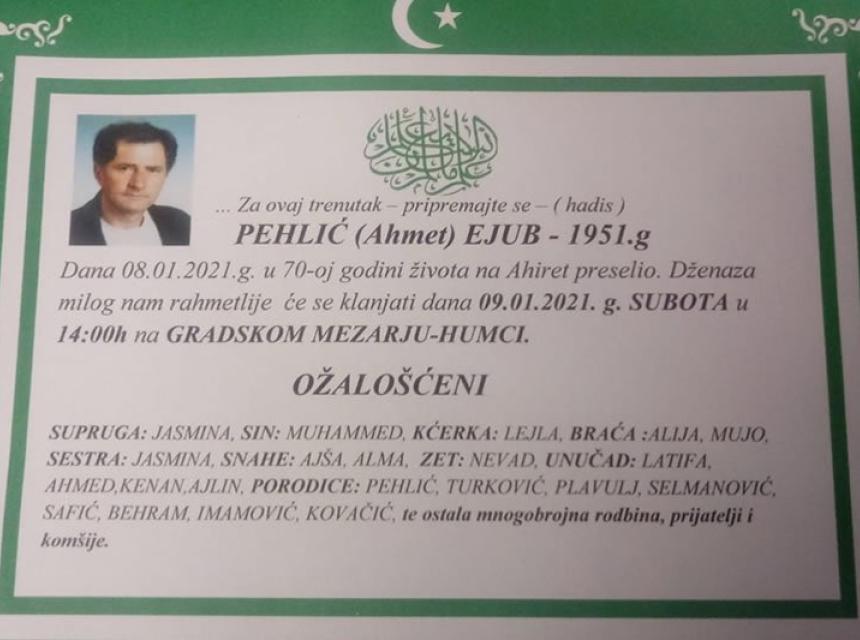 ... Za ovaj trenutak – pripremajte se – ( hadis )
PEHLIĆ (Ahmet) EJUB - 1951.g
Dana 08.01.2021.g. u 70-oj godini života na Ahiret preselio. Dženaza
milog nam rahmetlije će se klanjati dana 09.01.2021. g. SUBOTA u
14:00h na GRADSKOM MEZARJU-HUMCI.
OŽALOŠĆENI
SUPRUGA: JASMINA, SIN: MUHAMMED, KĆERKA: LEJLA, BRAĆA :ALIJA, MUJO,
SESTRA: JASMINA, SNAHE: AJŠA, ALMA, ZET: NEVAD, UNUČAD: LATIFA,
AHMED,KENAN,AJLIN, PORODICE: PEHLIĆ, TURKOVIĆ, PLAVULJ, SELMANOVIĆ,
SAFIĆ, BEHRAM, IMAMOVIĆ, KOVAČIĆ, te ostala mnogobrojna rodbina, prijatelji i
komšije.